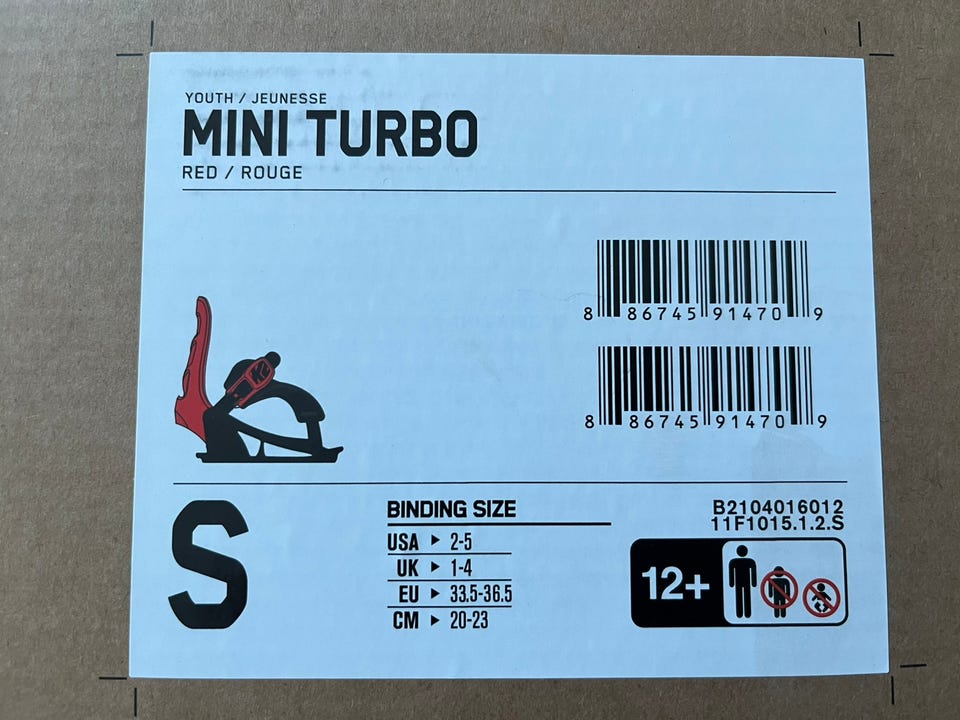 YOUTH / JEUNESSE
MINI TURBO
RED / ROUGE
8 86745 91470 9
8 86745 91470 9
S
BINDING SIZE
USA ▶ 2-5
UK ▶ 1-4
EU ▶ 33.5-36.5
CM ▶ 20-23
B2104016012
11F1015.1.2.S
12+